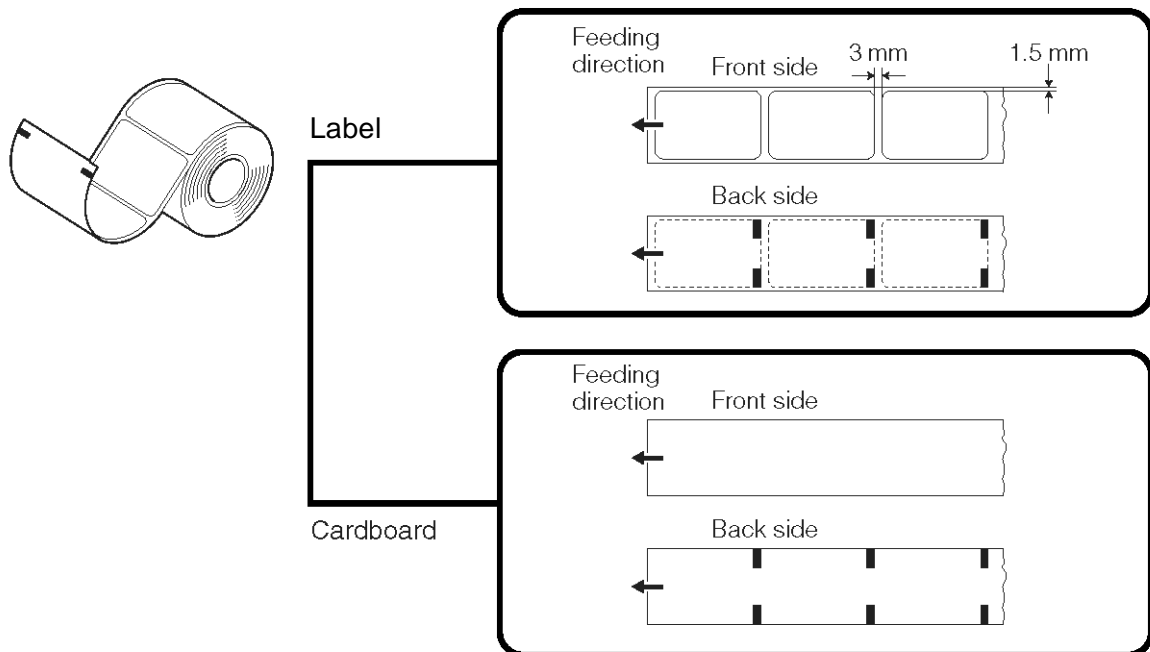 Label
Feeding
direction
Front side
3 mm
1.5 mm
Back side
Cardboard
Feeding
direction
Front side
Back side